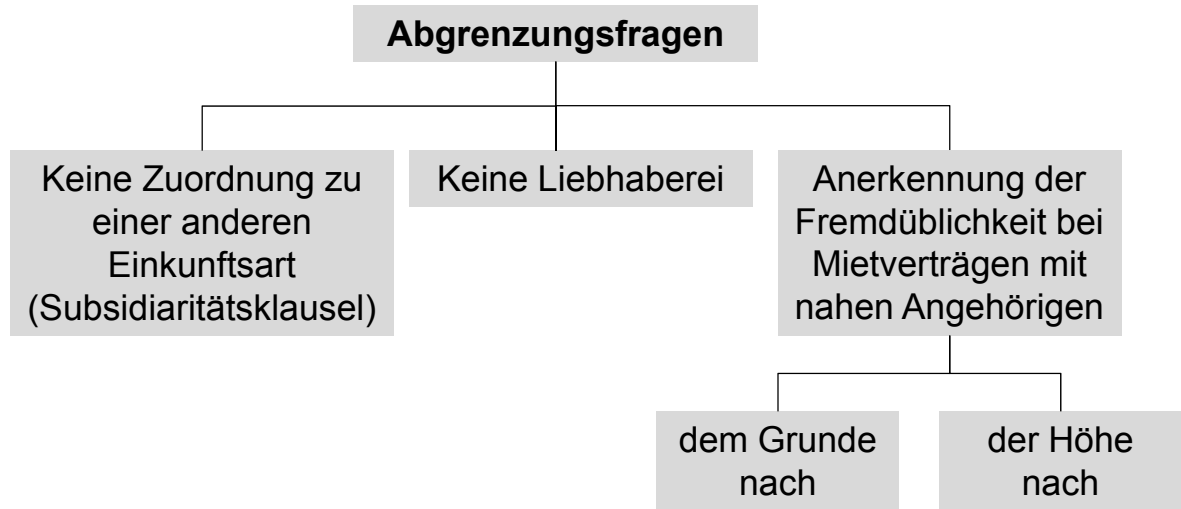 Abgrenzungsfragen
Keine Zuordnung zu
einer anderen
Einkunftsart
(Subsidiaritätsklausel)
Keine Liebhaberei
Anerkennung der
Fremdüblichkeit bei
Mietverträgen mit
nahen Angehörigen
dem Grunde
nach
der Höhe
nach